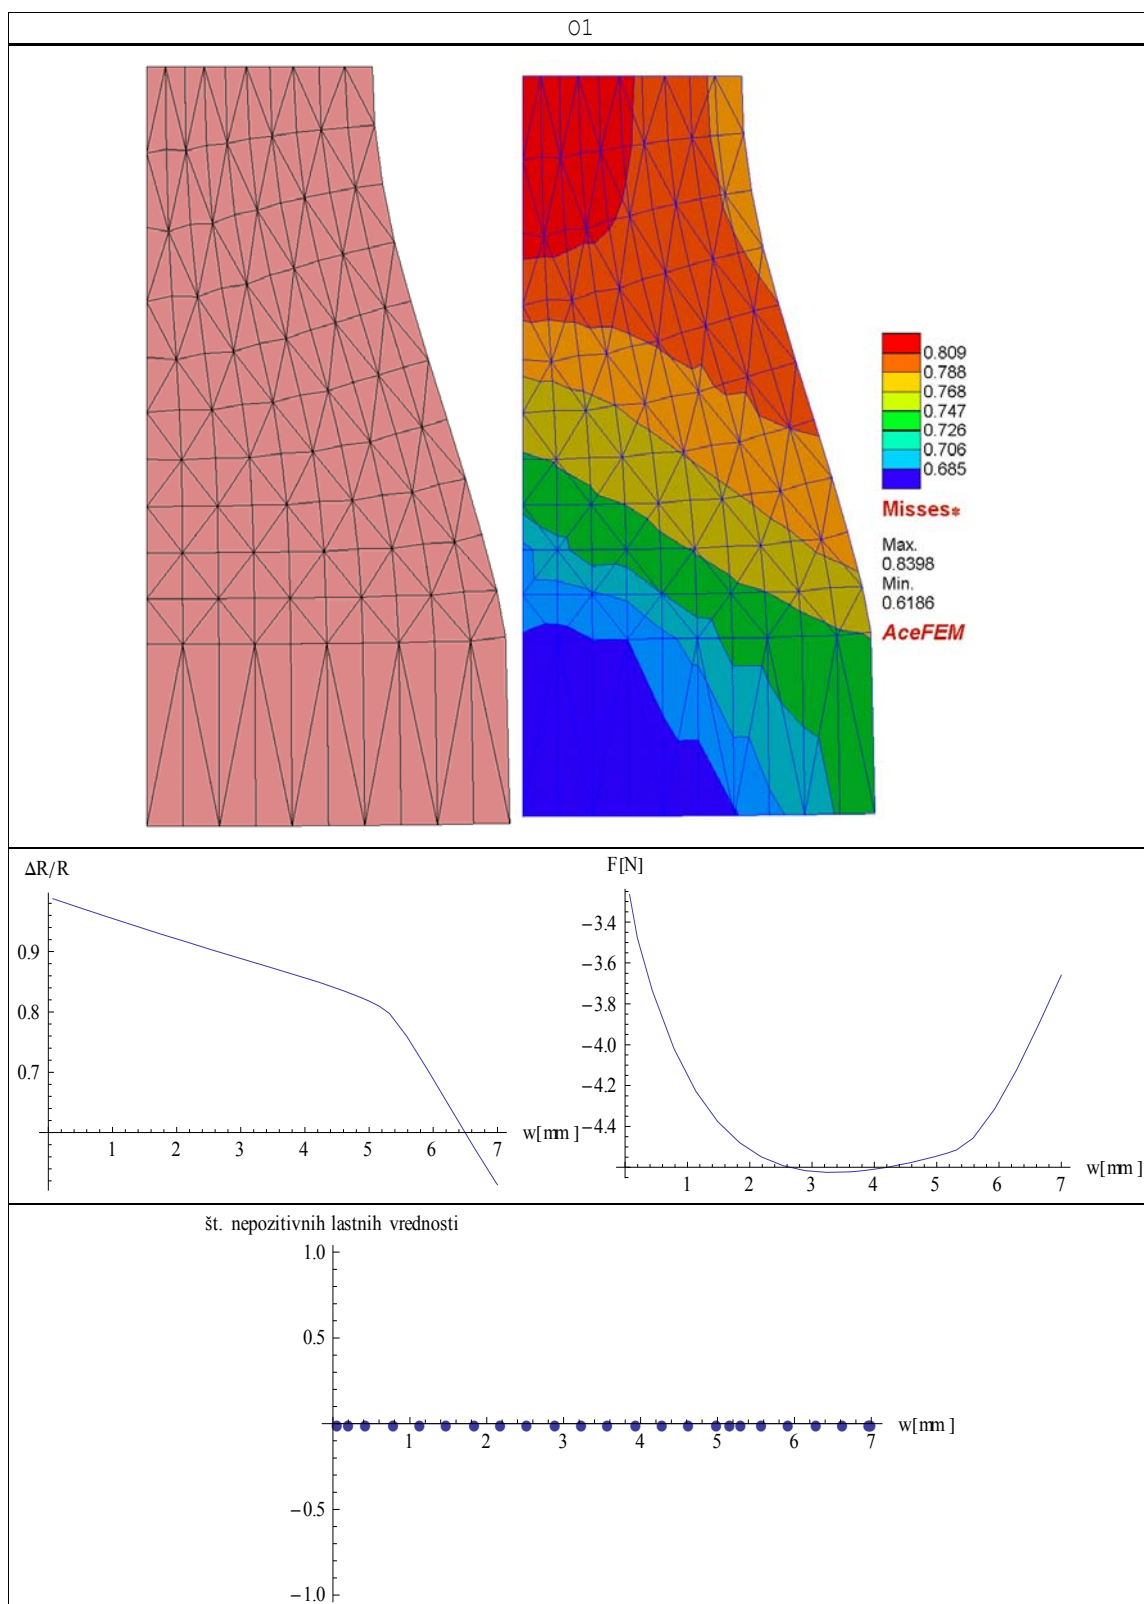 O1
0.809
0.788
0.768
0.747
0.726
0.706
0.685
Misses*
Max.
0.8398
Min.
0.6186
AceFEM
ΔR/R
0.9
0.8
0.7
1 2 3 4 5 6 7
w[mm]
F[N]
−3.4
−3.6
−3.8
−4.0
−4.2
−4.4
1 2 3 4 5 6 7
w[mm]
št. nepozitivnih lastnih vrednosti
1.0
0.5
−0.5
−1.0
1 2 3 4 5 6 7
w[mm]